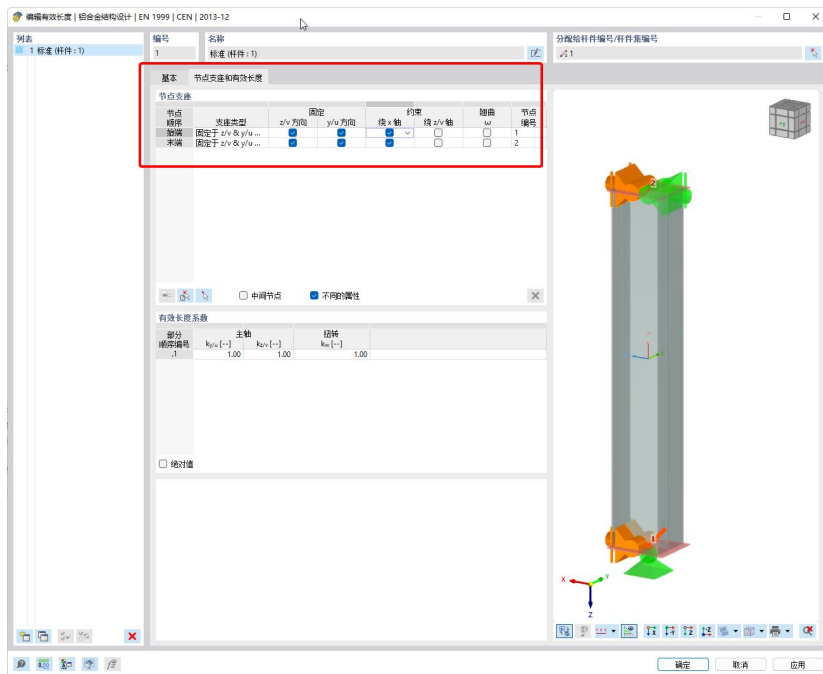 编辑有效长度 | 铝合金结构设计 | EN 1999 | CEN | 2013-12
列表
1 标准 (杆件 : 1)
编号
1
名称
标准 (杆件 : 1)
分配给杆件编号/杆件集编号
1
基本 节点支座和有效长度
节点支座
节点 固定 约束 翘曲 节点
顺序 支座类型 z/v 方向 y/u 方向 绕 x 轴 绕 z/v 轴 ω 编号
始端 固定于 z/v & y/u ... 1
末端 固定于 z/v & y/u ... 2
中间节点 不同的属性
有效长度系数
部分 主轴 扭转
顺序编号 ky/u [--] kz/v [--] kw [--]
.1 1.00 1.00 1.00
绝对值
2
1
X Y
Z
确定 取消 应用